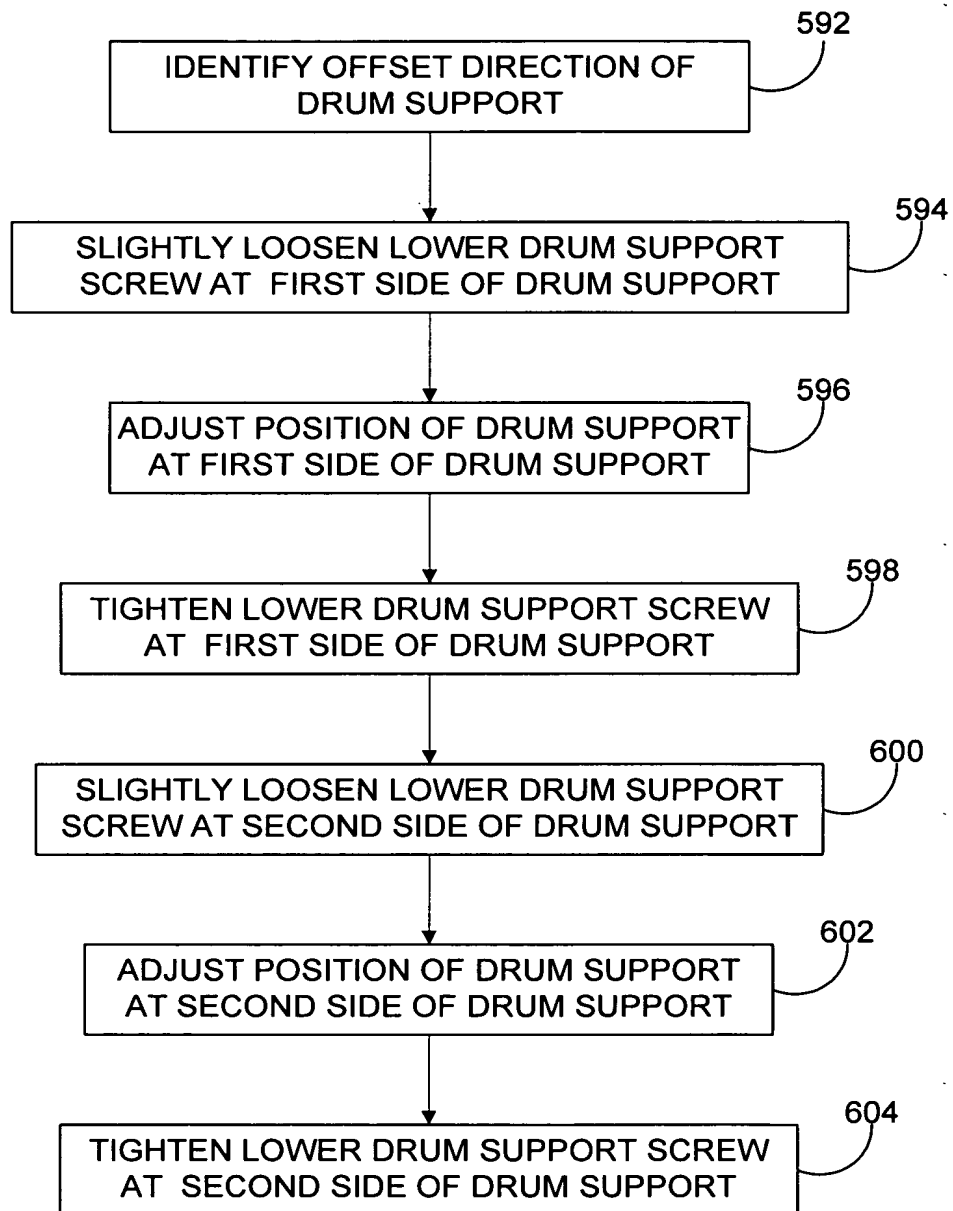 592
IDENTIFY OFFSET DIRECTION OF
DRUM SUPPORT
594
SLIGHTLY LOOSEN LOWER DRUM SUPPORT
SCREW AT FIRST SIDE OF DRUM SUPPORT
596
ADJUST POSITION OF DRUM SUPPORT
AT FIRST SIDE OF DRUM SUPPORT
598
TIGHTEN LOWER DRUM SUPPORT SCREW
AT FIRST SIDE OF DRUM SUPPORT
600
SLIGHTLY LOOSEN LOWER DRUM SUPPORT
SCREW AT SECOND SIDE OF DRUM SUPPORT
602
ADJUST POSITION OF DRUM SUPPORT
AT SECOND SIDE OF DRUM SUPPORT
604
TIGHTEN LOWER DRUM SUPPORT SCREW
AT SECOND SIDE OF DRUM SUPPORT